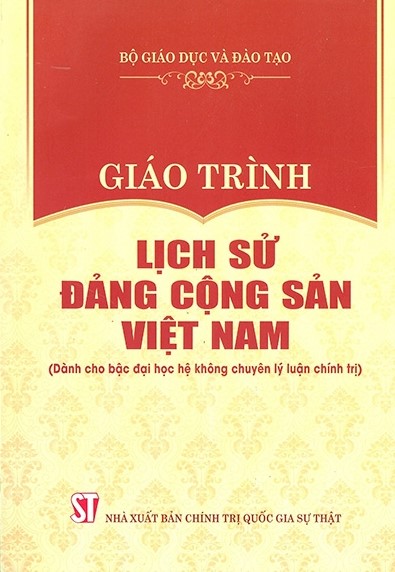 BỘ GIÁO DỤC VÀ ĐÀO TẠO
GIÁO TRÌNH
LỊCH SỬ
ĐẢNG CỘNG SẢN
VIỆT NAM
(Dành cho bậc đại học hệ không chuyên lý luận chính trị)
ST
NHÀ XUẤT BẢN CHÍNH TRỊ QUỐC GIA SỰ THẬT